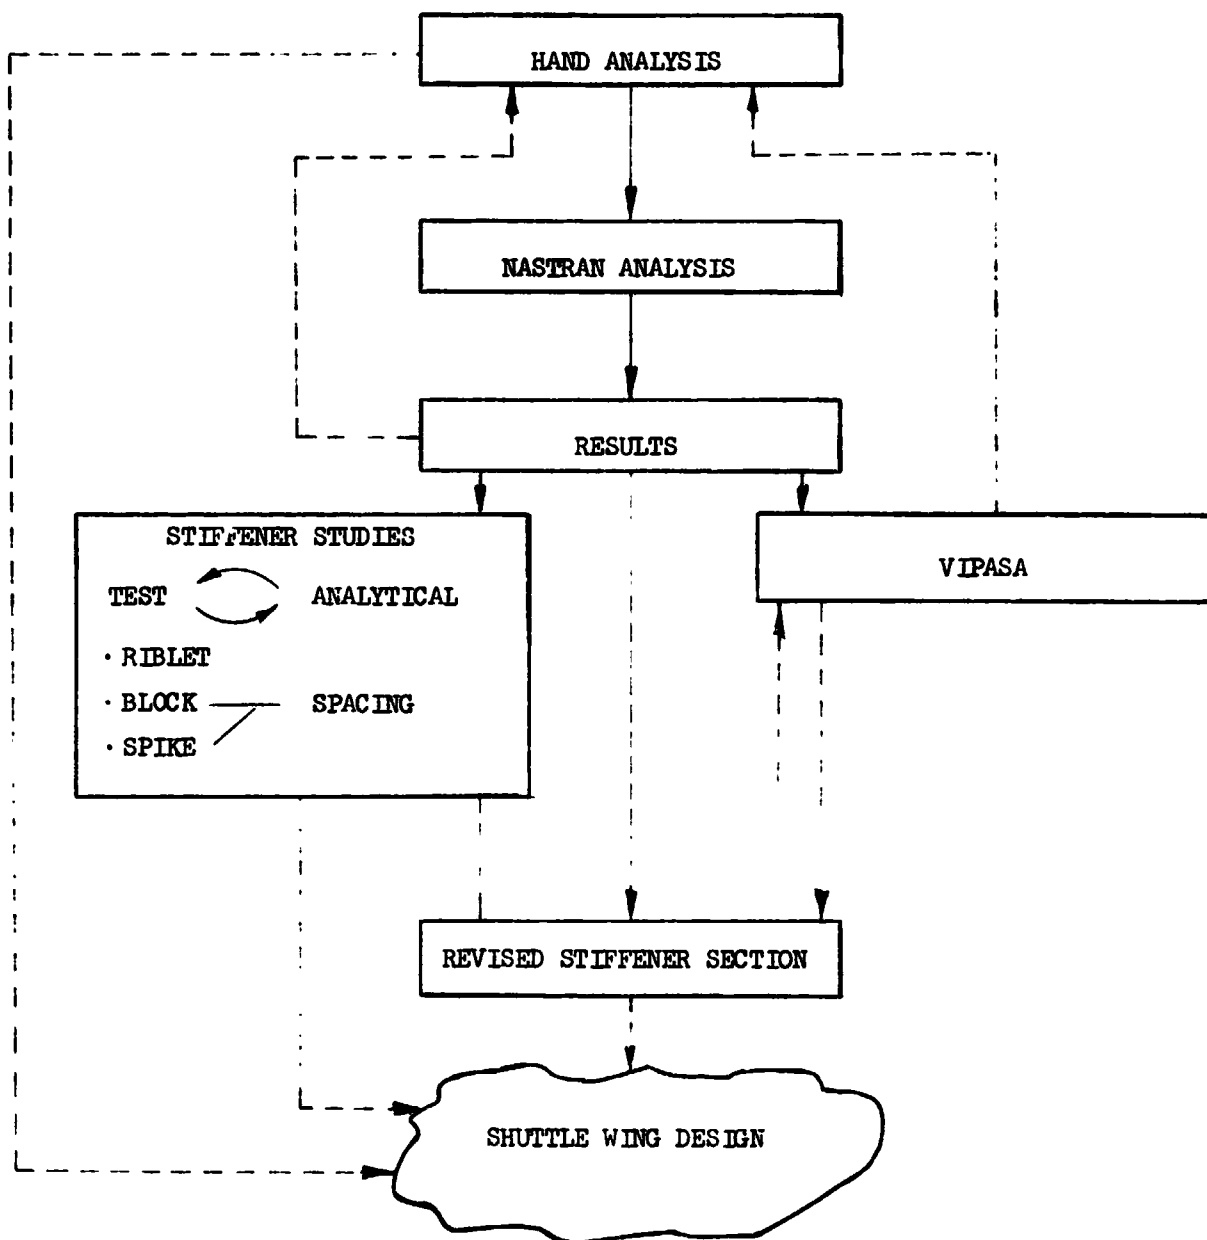 HAND ANALYSIS
NASTRAN ANALYSIS
RESULTS
STIFFENER STUDIES
TEST ANALYTICAL
· RIBLET
· BLOCK SPACING
· SPIKE
VIPASA
REVISED STIFFENER SECTION
SHUTTLE WING DESIGN